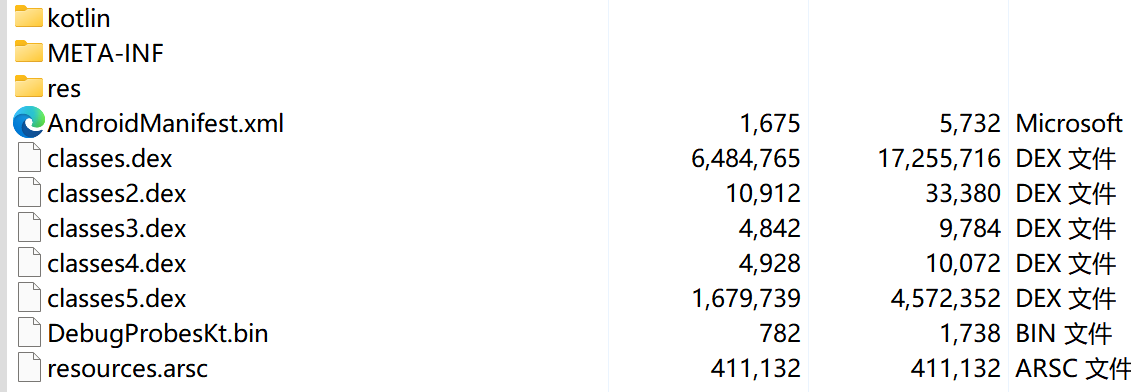 kotlin
META-INF
res
AndroidManifest.xml 1,675 5,732 Microsoft
classes.dex 6,484,765 17,255,716 DEX 文件
classes2.dex 10,912 33,380 DEX 文件
classes3.dex 4,842 9,784 DEX 文件
classes4.dex 4,928 10,072 DEX 文件
classes5.dex 1,679,739 4,572,352 DEX 文件
DebugProbesKt.bin 782 1,738 BIN 文件
resources.arsc 411,132 411,132 ARSC 文件